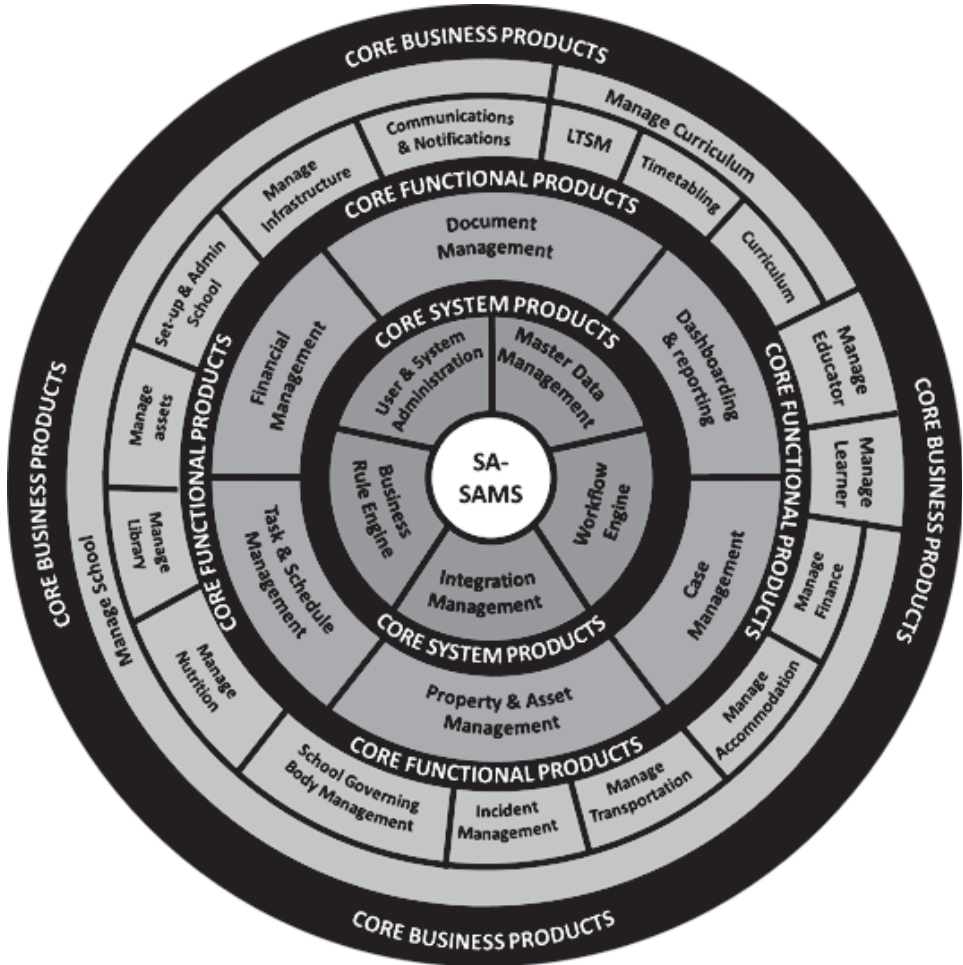 CORE BUSINESS PRODUCTS
Manage Curriculum
Communications
& Notifications
LTSM
Timetabling
Curriculum
Manage
Infrastructure
Set-up & Admin
School
Manage
assets
Manage
Library
Manage School
Manage
Nutrition
School Governing
Body Management
Incident
Management
Manage
Transportation
Manage
Accommodation
Manage
Finance
Manage
Learner
Manage
Educator
CORE BUSINESS PRODUCTS
CORE BUSINESS PRODUCTS
CORE BUSINESS PRODUCTS
CORE FUNCTIONAL PRODUCTS
CORE FUNCTIONAL PRODUCTS
CORE FUNCTIONAL PRODUCTS
CORE FUNCTIONAL PRODUCTS
Document
Management
Dashboarding
& reporting
Case
Management
Property & Asset
Management
Task & Schedule
Management
Financial
Management
CORE SYSTEM PRODUCTS
User & System
Administration
Master Data
Management
Workflow
Engine
Integration
Management
Business
Rule Engine
CORE SYSTEM PRODUCTS
SA-
SAMS